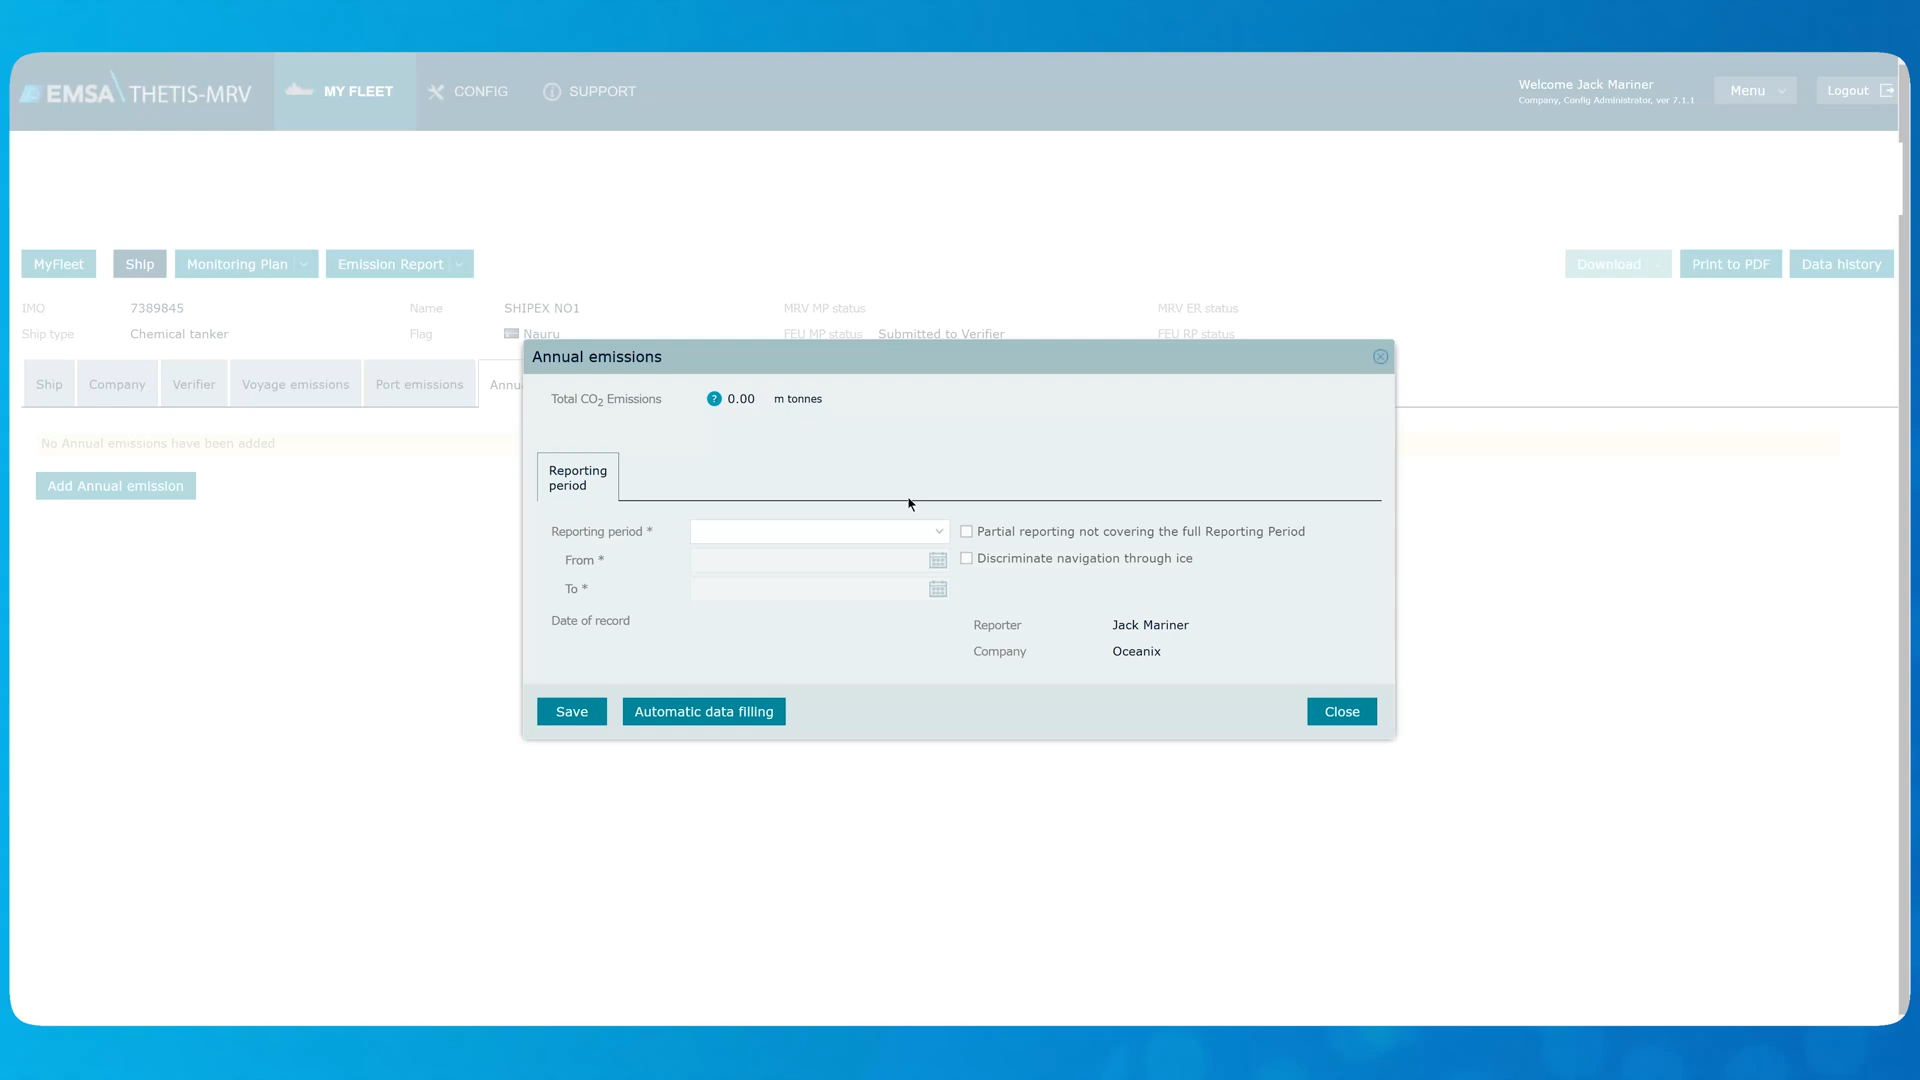 EMSA THETIS-MRV
MY FLEET
CONFIG
SUPPORT
Welcome Jack Mariner
Company, Config Administrator, ver 7.1.1
Menu
Logout
MyFleet
Ship
Monitoring Plan
Emission Report
Download
Print to PDF
Data history
IMO 7389845 Name SHIPEX NO1 MRV MP status MRV ER status
Ship type Chemical tanker Flag Nauru FEU MP status Submitted to Verifier FEU RP status
Annual emissions
Ship Company Verifier Voyage emissions Port emissions Annu
Total CO2 Emissions ? 0.00 m tonnes
No Annual emissions have been added
Add Annual emission
Reporting
period
Reporting period * Partial reporting not covering the full Reporting Period
From * Discriminate navigation through ice
To *
Date of record
Reporter Jack Mariner
Company Oceanix
Save Automatic data filling Close